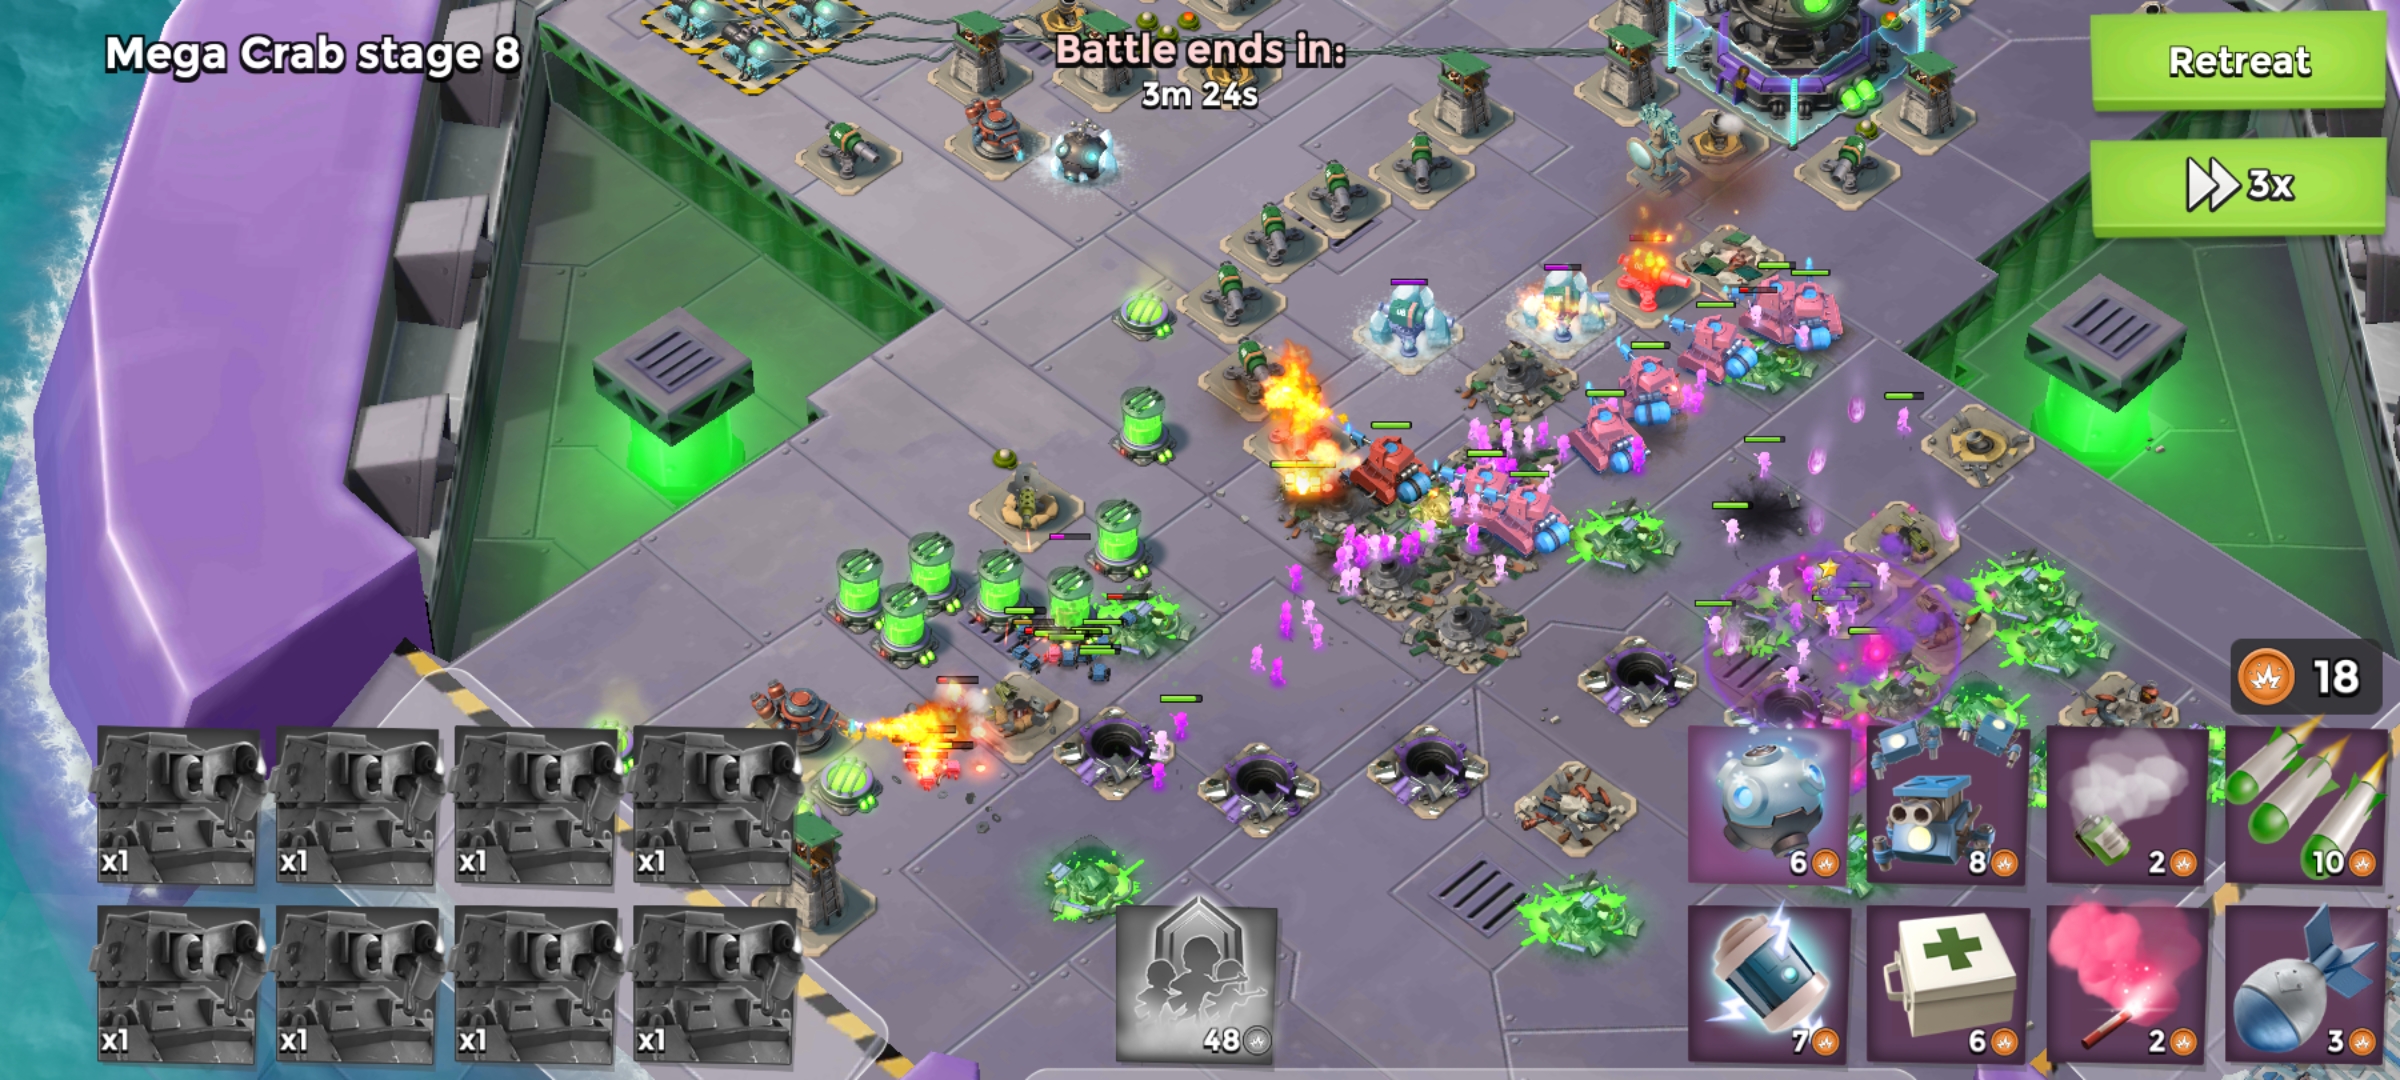 Mega Crab stage 8
Battle ends in:
3m 24s
Retreat
3x
18
x1
x1
x1
x1
6
8
2
10
x1
x1
x1
x1
48
7
6
2
3